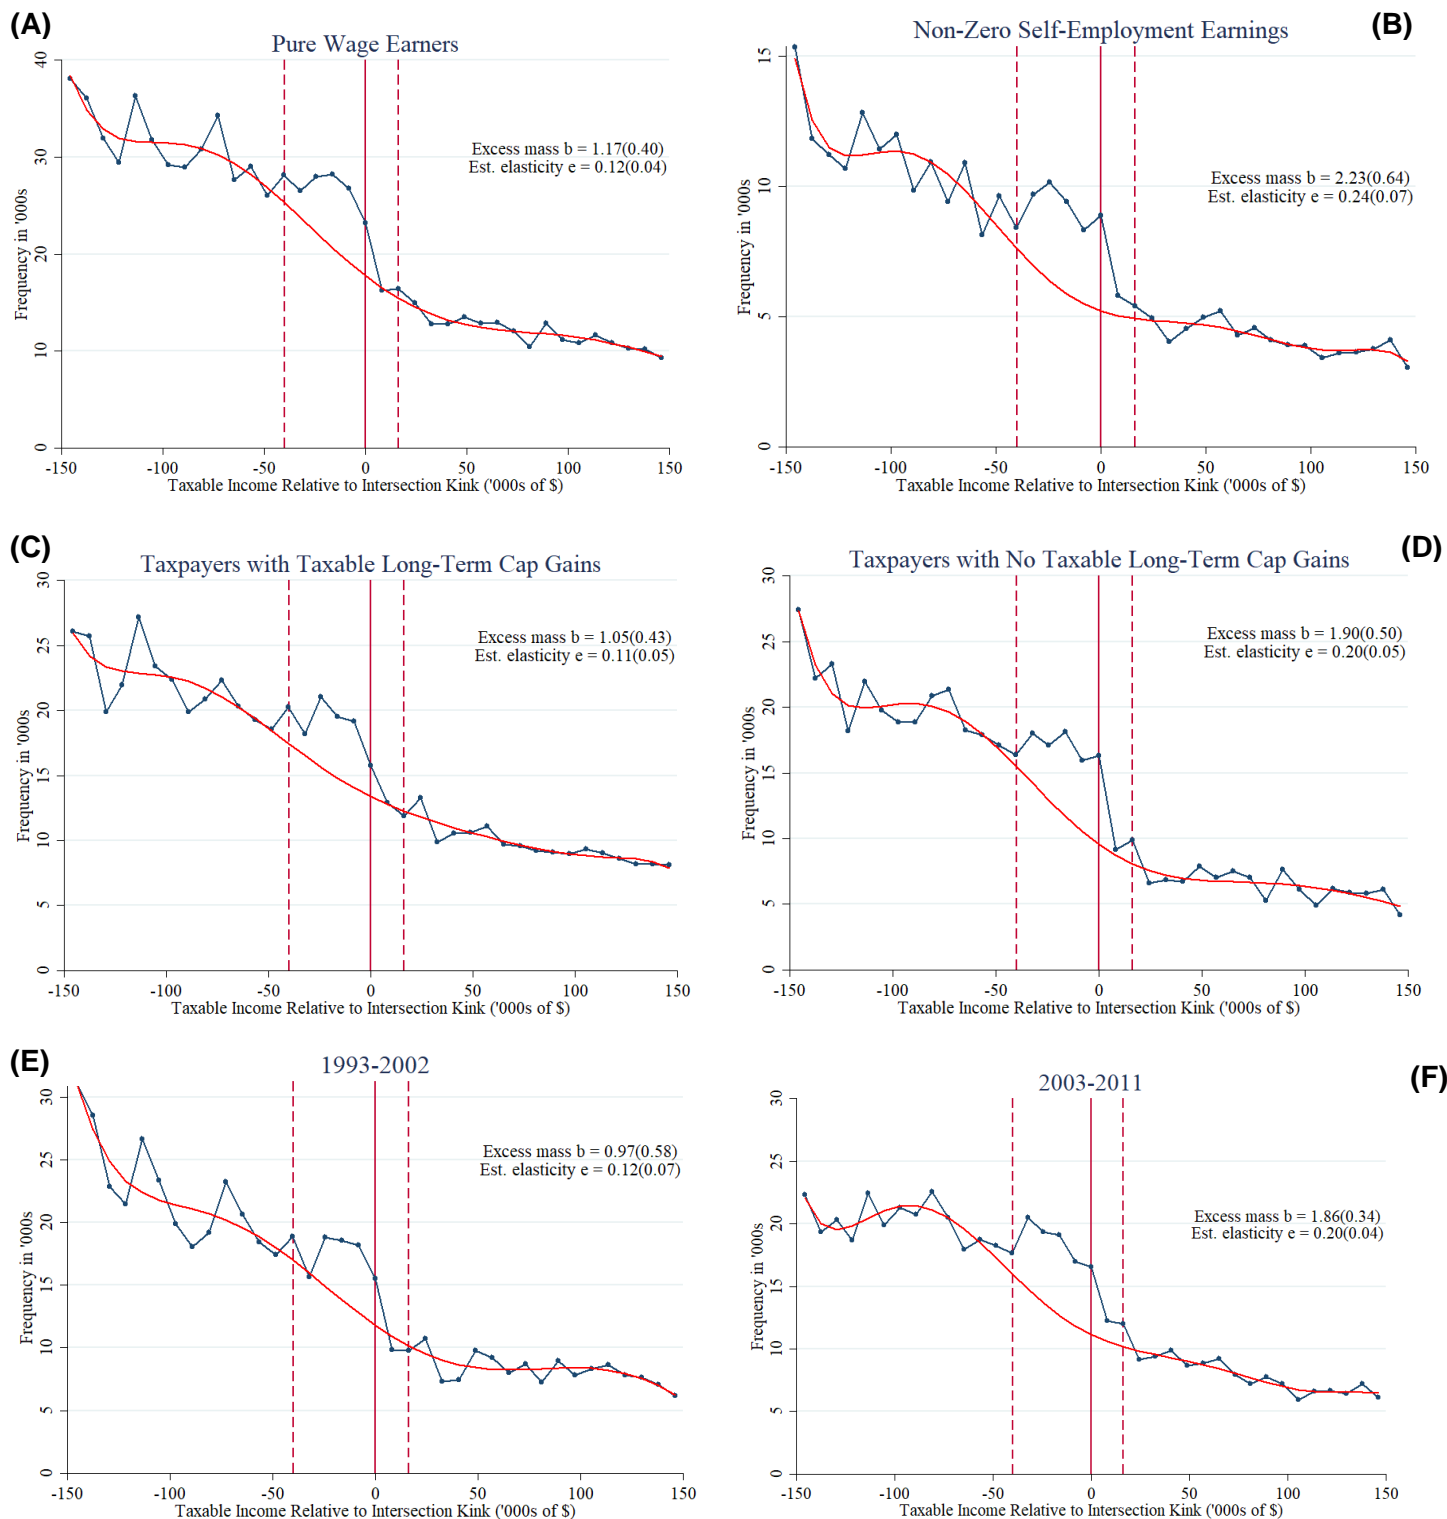 (A)
Pure Wage Earners
Excess mass b = 1.17(0.40)
Est. elasticity e = 0.12(0.04)
Frequency in '000s
40
30
20
10
0
-150 -100 -50 0 50 100 150
Taxable Income Relative to Intersection Kink ('000s of $)
(B)
Non-Zero Self-Employment Earnings
Excess mass b = 2.23(0.64)
Est. elasticity e = 0.24(0.07)
Frequency in '000s
15
10
5
0
-150 -100 -50 0 50 100 150
Taxable Income Relative to Intersection Kink ('000s of $)
(C)
Taxpayers with Taxable Long-Term Cap Gains
Excess mass b = 1.05(0.43)
Est. elasticity e = 0.11(0.05)
Frequency in '000s
30
25
20
15
10
5
0
-150 -100 -50 0 50 100 150
Taxable Income Relative to Intersection Kink ('000s of $)
(D)
Taxpayers with No Taxable Long-Term Cap Gains
Excess mass b = 1.90(0.50)
Est. elasticity e = 0.20(0.05)
Frequency in '000s
30
25
20
15
10
5
0
-150 -100 -50 0 50 100 150
Taxable Income Relative to Intersection Kink ('000s of $)
(E)
1993-2002
Excess mass b = 0.97(0.58)
Est. elasticity e = 0.12(0.07)
Frequency in '000s
30
25
20
15
10
5
0
-150 -100 -50 0 50 100 150
Taxable Income Relative to Intersection Kink ('000s of $)
(F)
2003-2011
Excess mass b = 1.86(0.34)
Est. elasticity e = 0.20(0.04)
Frequency in '000s
30
25
20
15
10
5
0
-150 -100 -50 0 50 100 150
Taxable Income Relative to Intersection Kink ('000s of $)